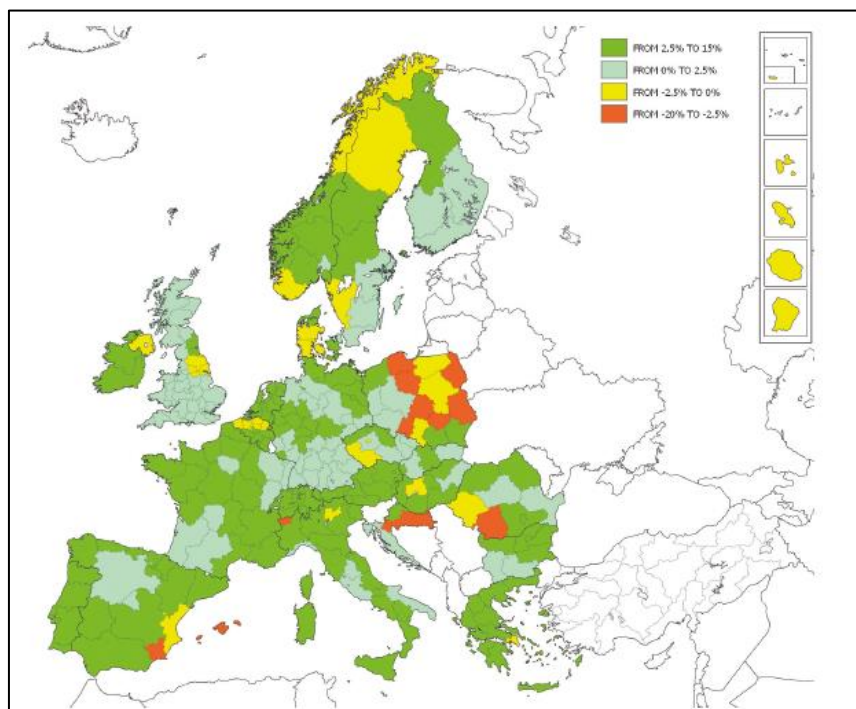 FROM 2.5% TO 15%
FROM 0% TO 2.5%
FROM -2.5% TO 0%
FROM -20% TO -2.5%